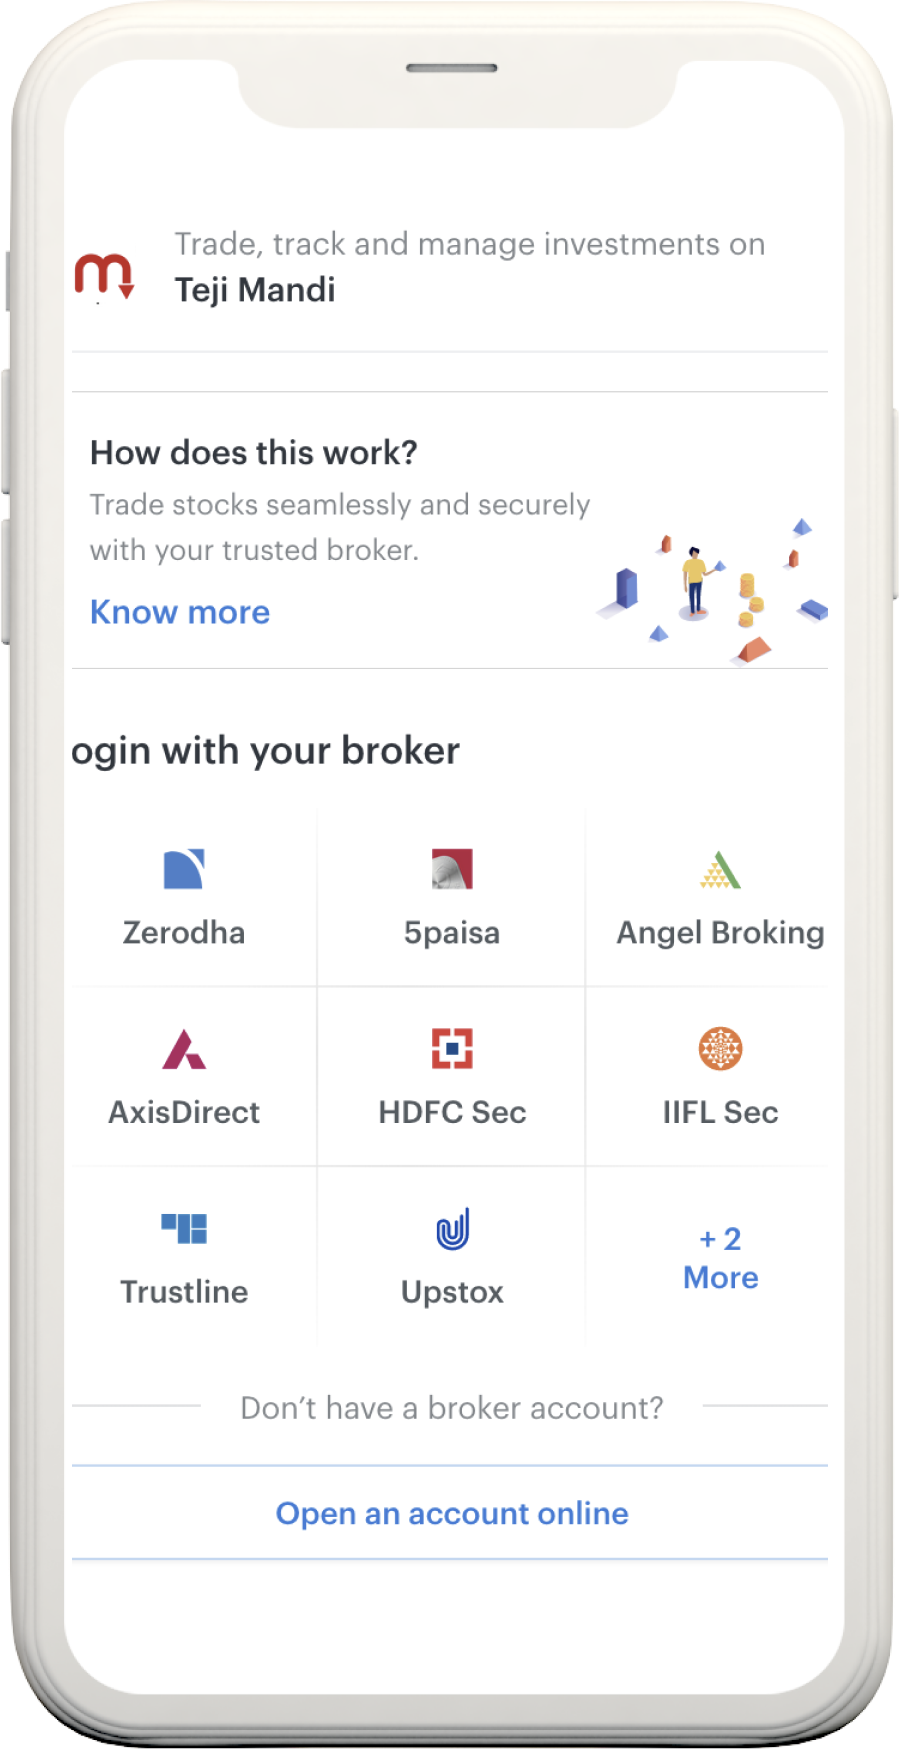 Trade, track and manage investments on
Teji Mandi
How does this work?
Trade stocks seamlessly and securely
with your trusted broker.
Know more
ogin with your broker
Zerodha
5paisa
Angel Broking
AxisDirect
HDFC Sec
IIFL Sec
Trustline
Upstox
+ 2
More
Don't have a broker account?
Open an account online